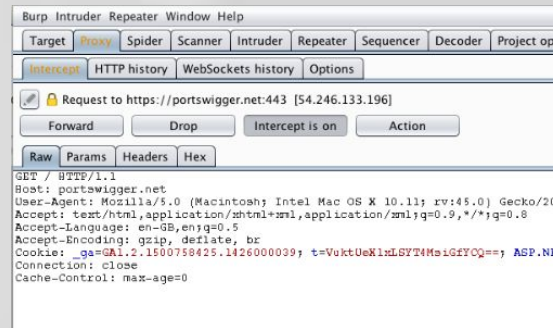 Burp Intruder Repeater Window Help
Target Proxy Spider Scanner Intruder Repeater Sequencer Decoder Project op
Intercept HTTP history WebSockets history Options
Request to https://portswigger.net:443 [54.246.133.196]
Forward Drop Intercept is on Action
Raw Params Headers Hex
GET / HTTP/1.1
Host: portswigger.net
User-Agent: Mozilla/5.0 (Macintosh; Intel Mac OS X 10.11; rv:45.0) Gecko/20
Accept: text/html,application/xhtml+xml,application/xml;q=0.9,*/*;q=0.8
Accept-Language: en-GB,en;q=0.5
Accept-Encoding: gzip, deflate, br
Cookie: _ga=GA1.2.1500758425.1426000039; t=VuktUeXlxLSYT4MsiGfYCQ==; ASP.NE
Connection: close
Cache-Control: max-age=0